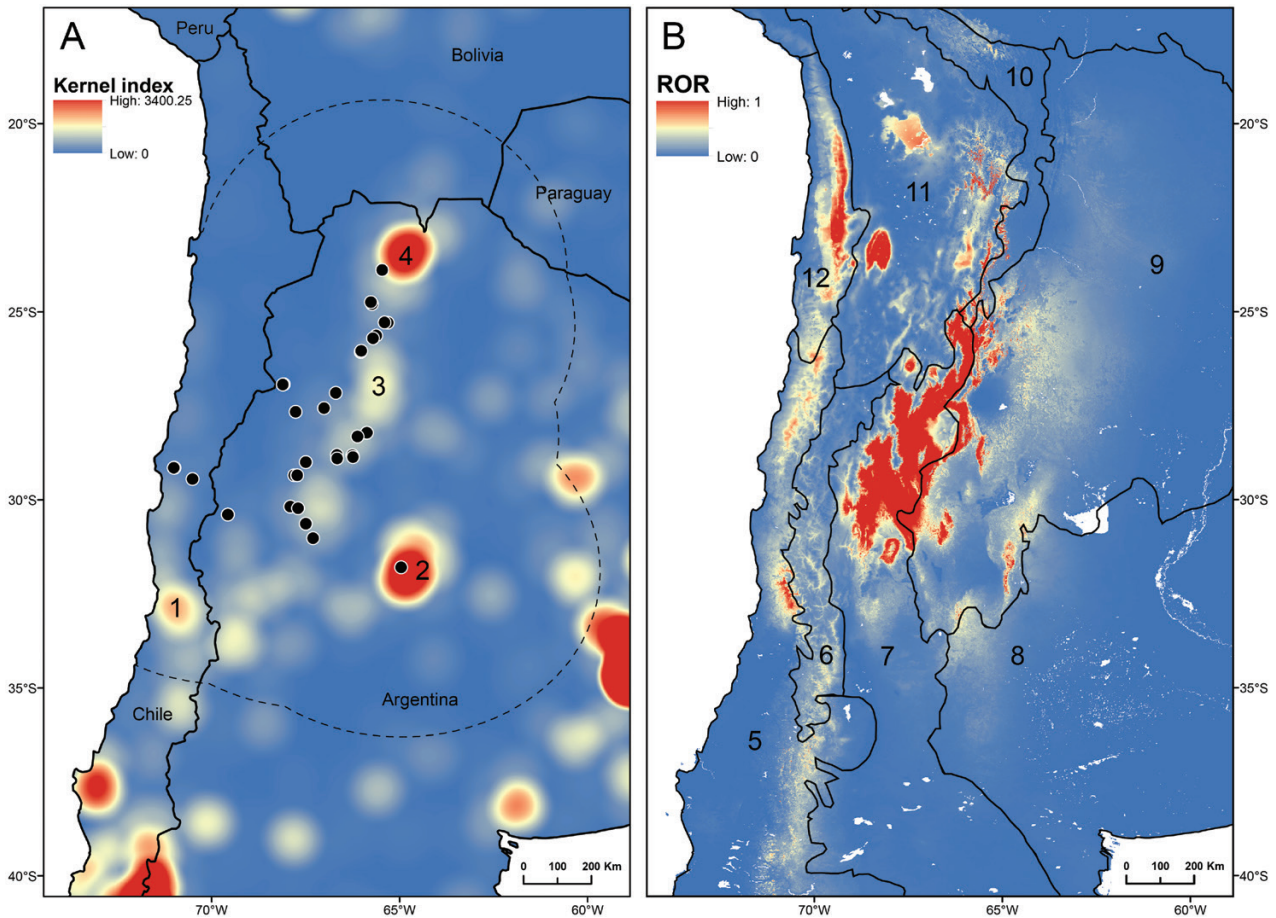 A
Peru
Bolivia
Kernel index
High: 3400.25
Low: 0
20°S
Paraguay
4
25°S
3
30°S
2
1
35°S
Argentina
Chile
0 100 200 Km
40°S
70°W 65°W 60°W
B
ROR
High: 1
Low: 0
10
20°S
11
9
12
25°S
30°S
6
7
8
35°S
5
40°S
0 100 200 Km
70°W 65°W 60°W